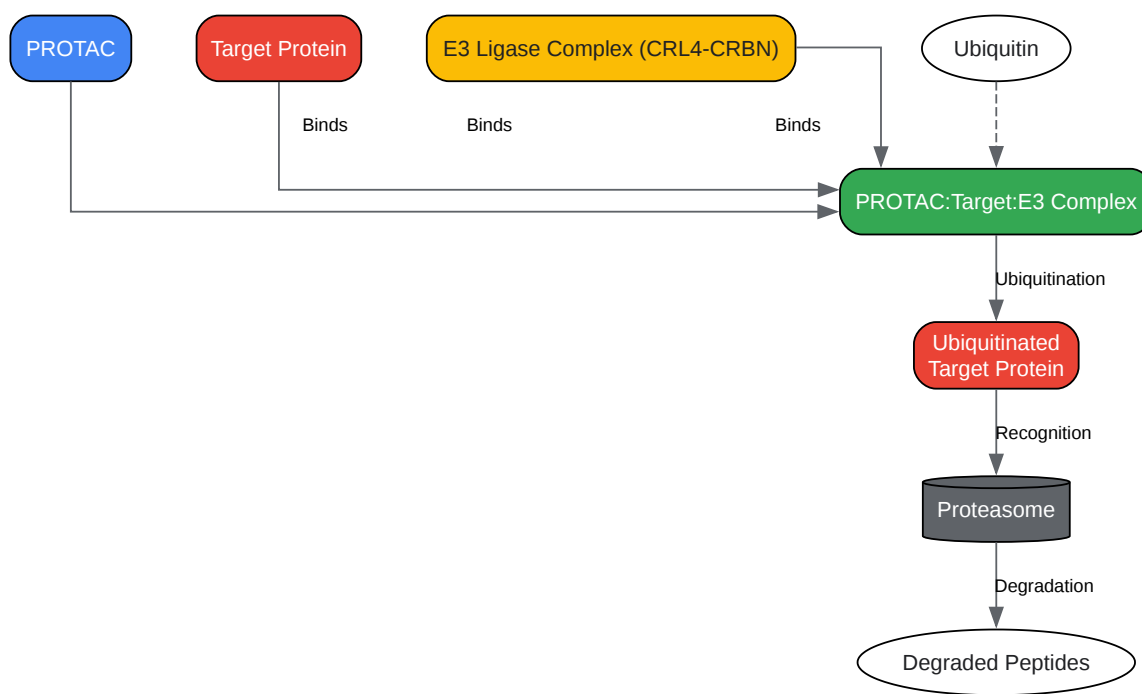 PROTAC
Target Protein
E3 Ligase Complex (CRL4-CRBN)
Ubiquitin
Binds
Binds
Binds
PROTAC:Target:E3 Complex
Ubiquitination
Ubiquitinated
Target Protein
Recognition
Proteasome
Degradation
Degraded Peptides